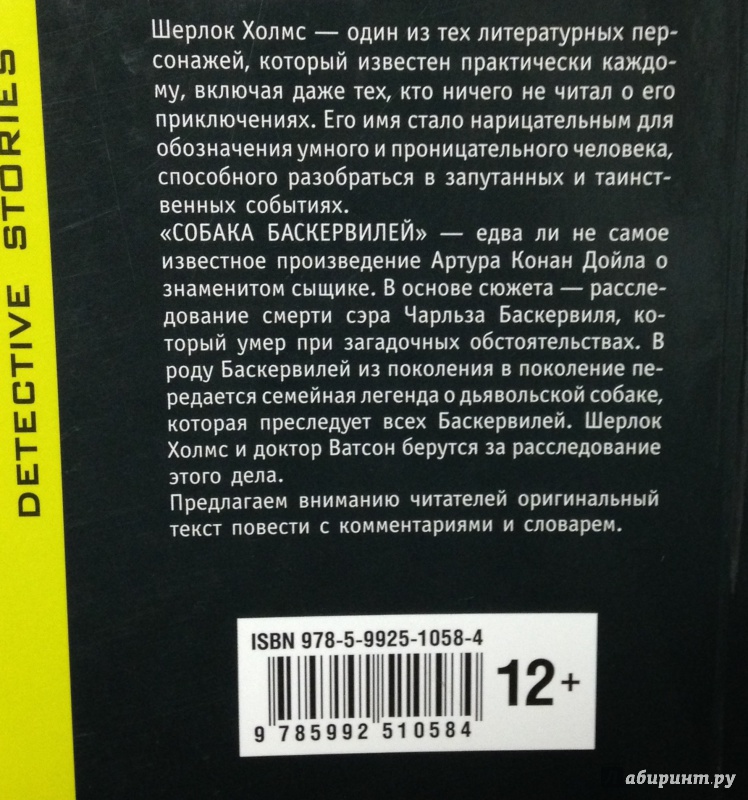 DETECTIVE STORIES
Шерлок Холмс — один из тех литературных пер-
сонажей, который известен практически каждо-
му, включая даже тех, кто ничего не читал о его
приключениях. Его имя стало нарицательным для
обозначения умного и проницательного человека,
способного разобраться в запутанных и таинст-
венных событиях.
«СОБАКА БАСКЕРВИЛЕЙ» — едва ли не самое
известное произведение Артура Конан Дойла о
знаменитом сыщике. В основе сюжета — рассле-
дование смерти сэра Чарльза Баскервиля, ко-
торый умер при загадочных обстоятельствах. В
роду Баскервилей из поколения в поколение пе-
редается семейная легенда о дьявольской собаке,
которая преследует всех Баскервилей. Шерлок
Холмс и доктор Ватсон берутся за расследование
этого дела.
Предлагаем вниманию читателей оригинальный
текст повести с комментариями и словарем.
ISBN 978-5-9925-1058-4
12+
9 785992 510584
Лабиринт.ру